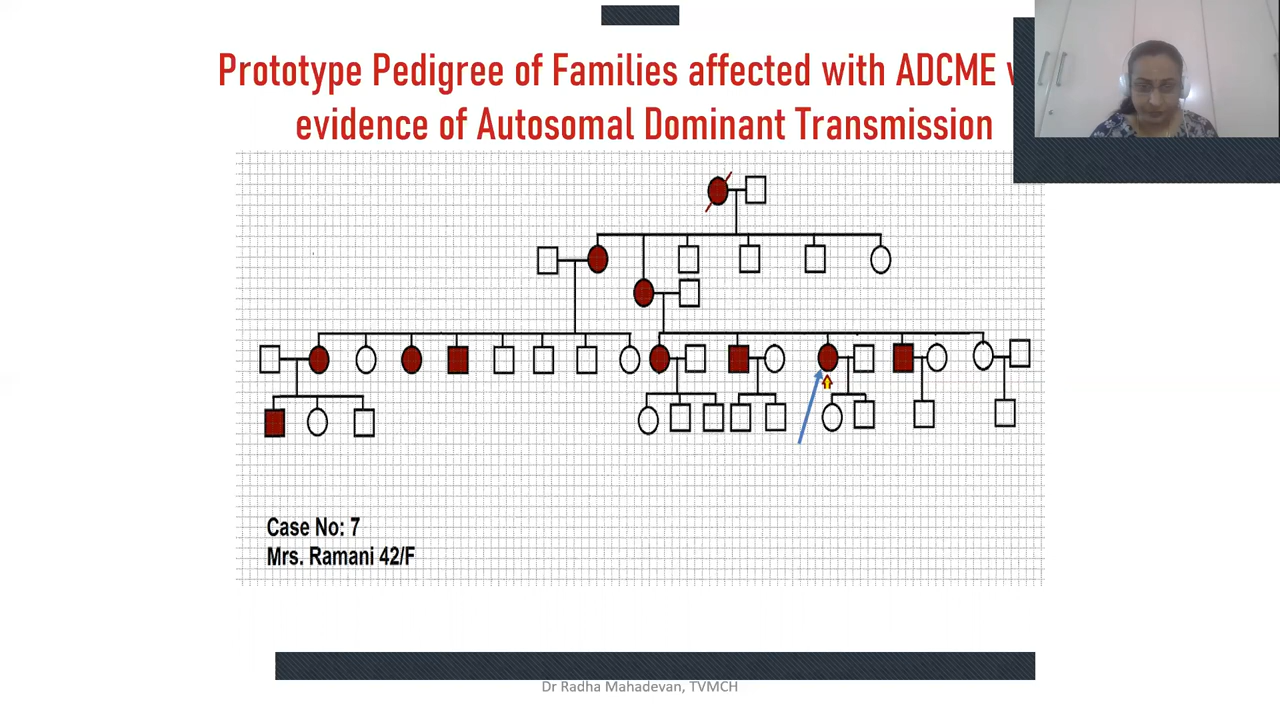 Prototype Pedigree of Families affected with ADCME
evidence of Autosomal Dominant Transmission
Case No: 7
Mrs. Ramani 42/F
Dr Radha Mahadevan, TVMCH